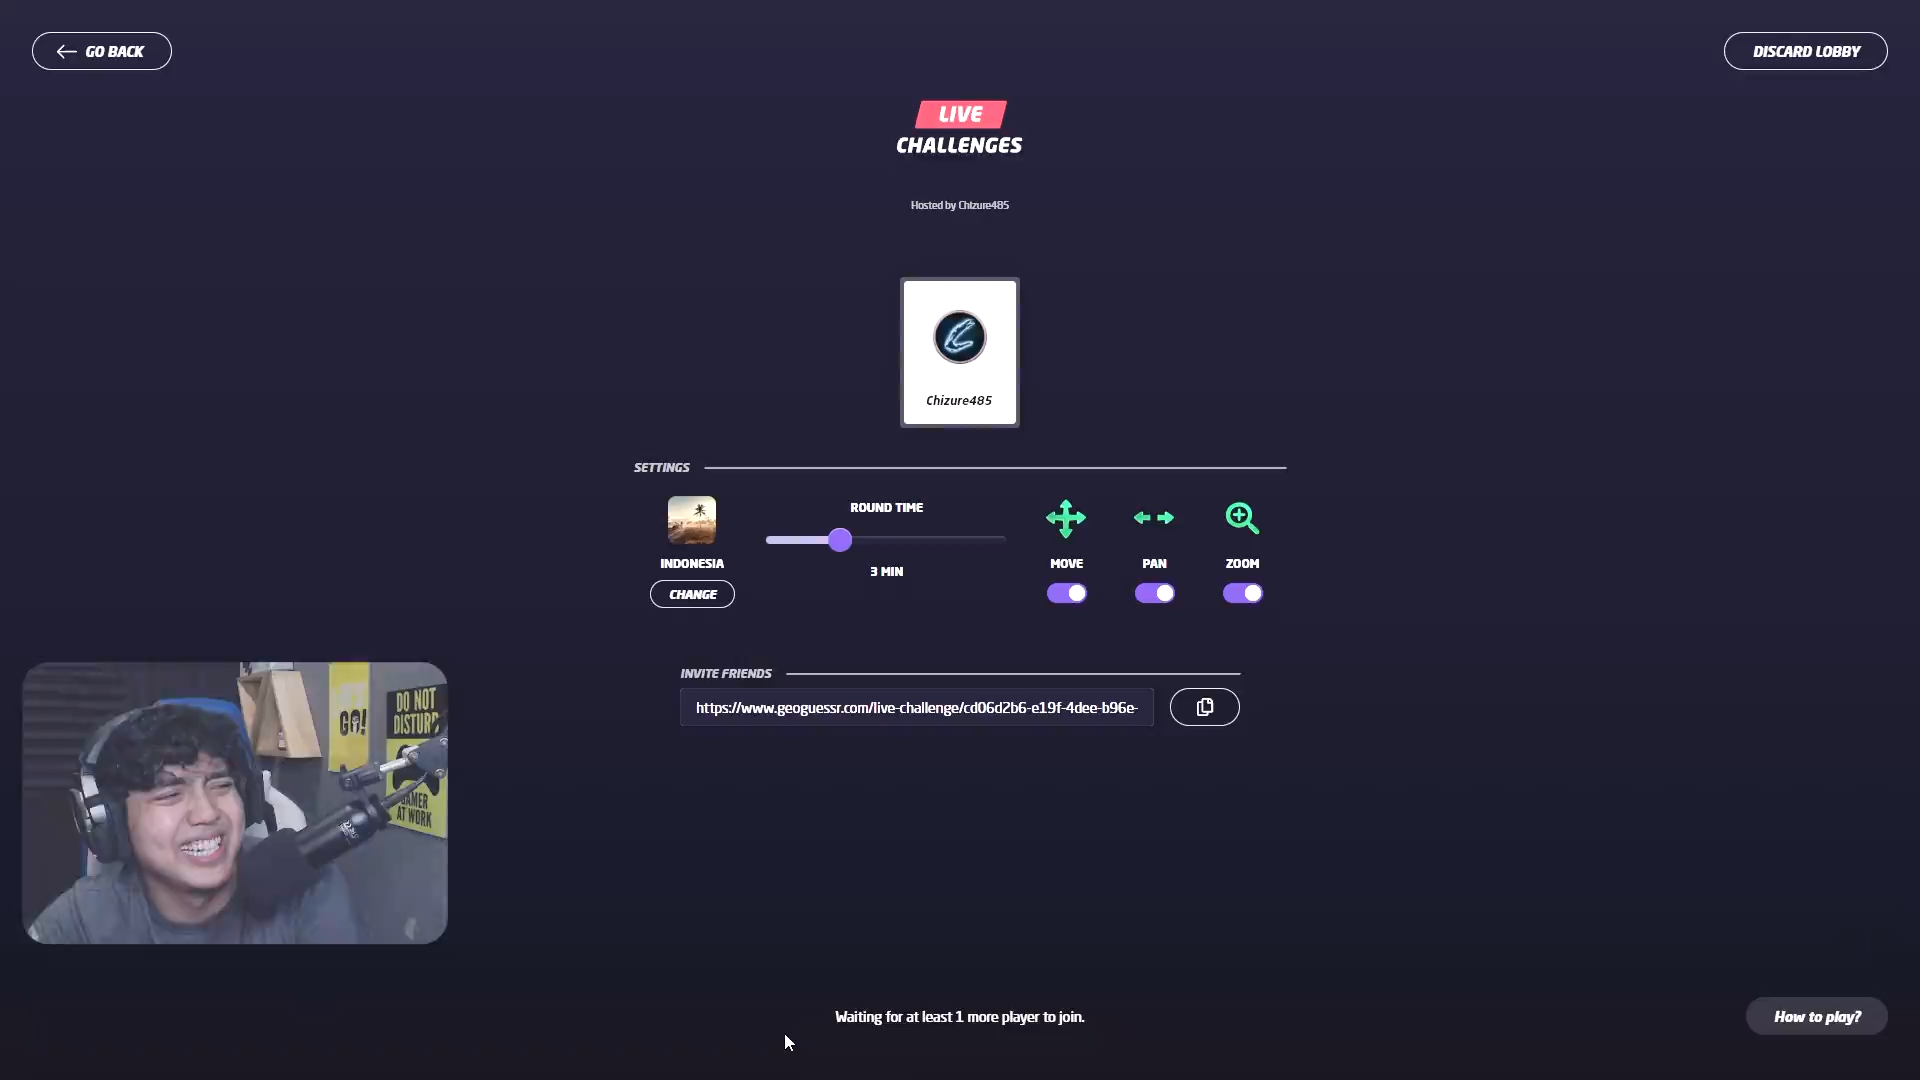 GO BACK
DISCARD LOBBY
LIVE
CHALLENGES
Hosted by Chizure485
Chizure485
SETTINGS
INDONESIA
CHANGE
ROUND TIME
3 MIN
MOVE
PAN
ZOOM
INVITE FRIENDS
https://www.geoguessr.com/live-challenge/cd06d2b6-e19f-4dee-b96e-
GO!
DO NOT
DISTURB
GAMER
AT WORK
Waiting for at least 1 more player to join.
How to play?